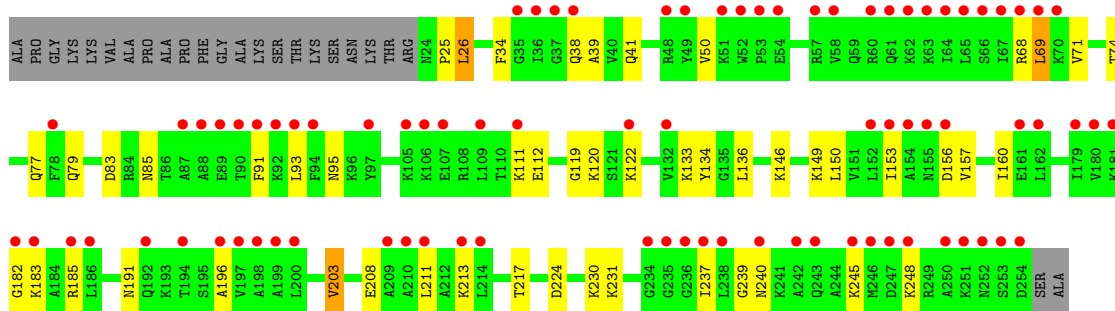 ALA PRO GLY LYS LYS VAL ALA PRO ALA PRO PHE GLY ALA LYS SER THR LYS SER ASN LYS THR ARG N24 P25 L26 F34 G35 I36 G37 Q38 A39 V40 Q41 R48 Y49 V50 K51 W52 P53 E54 R57 V58 Q59 R60 Q61 K62 K63 I64 L65 S66 I67 R68 L69 K70 V71 T74
Q77 F78 Q79 D83 R84 N85 T86 A87 A88 E89 T90 F91 K92 L93 F94 N95 K96 Y97 K105 K106 E107 R108 L109 T110 K111 E112 G119 K120 S121 K122 V132 K133 Y134 G135 L136 K146 K149 L150 V151 L152 I153 A154 N155 D156 V157 I160 E161 L162 I179 V180 K181
G182 K183 A184 R185 L186 N191 Q192 K193 T194 S195 A196 V197 A198 A199 L200 V203 E208 A209 A210 L211 A212 K213 L214 T217 D224 K230 K231 G234 G235 G236 I237 L238 G239 N240 K241 A242 Q243 A244 K245 M246 D247 K248 R249 A250 K251 N252 S253 D254 SER ALA